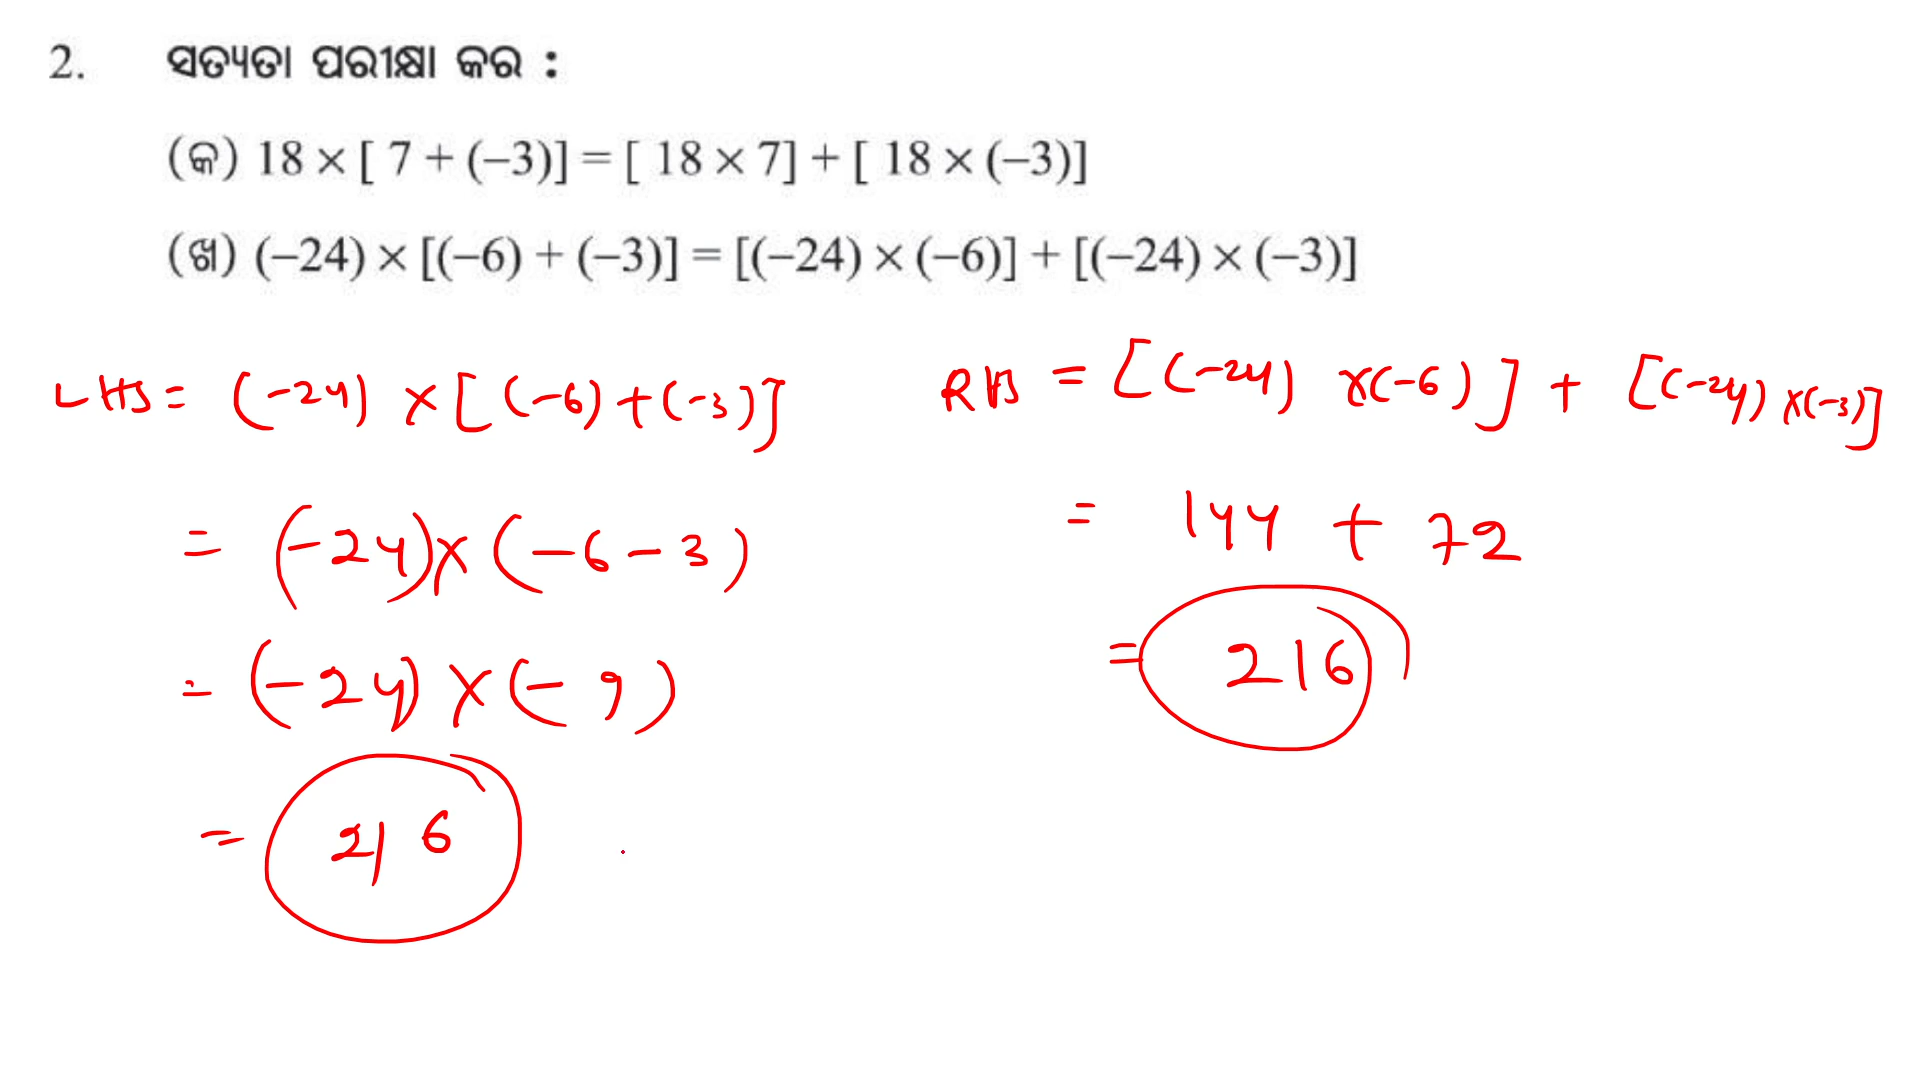 2. ସତ୍ୟତା ପରୀକ୍ଷା କର :
(କ) 18 × [ 7 + (–3)] = [ 18 × 7] + [ 18 × (–3)]
(ଖ) (–24) × [(–6) + (–3)] = [(–24) × (–6)] + [(–24) × (–3)]
LHS = (-24) × [(-6)+(-3)]
= (-24)×(-6-3)
= (-24)×(-9)
= 216
RHS = [(-24) ×(-6)] + [(-24)×(-3)]
= 144 + 72
= 216